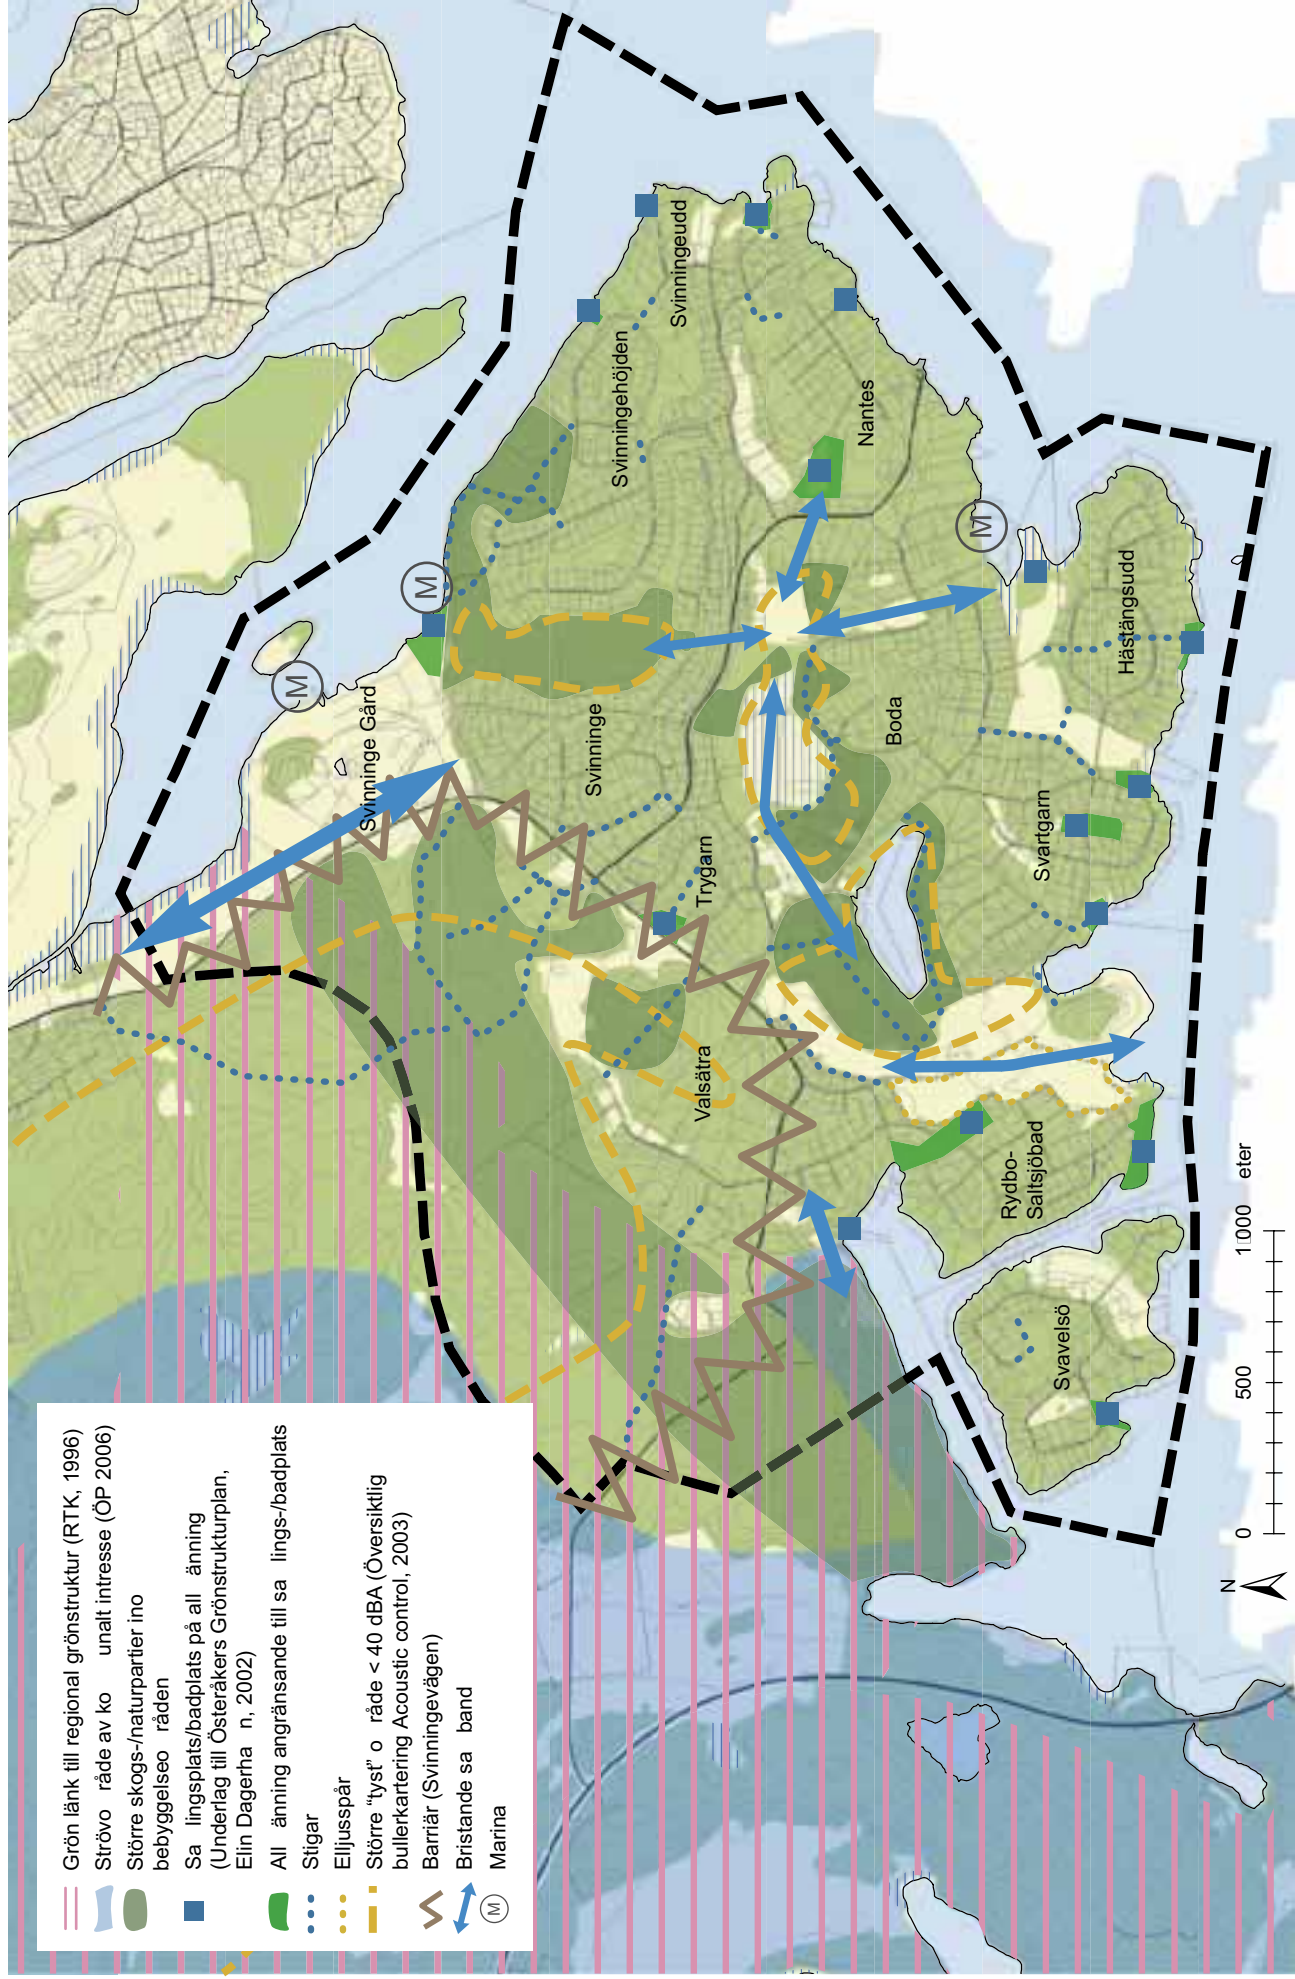 Grön länk till regional grönstruktur (RTK, 1996)
Strövo råde av ko unalt intresse (ÖP 2006)
Större skogs-/naturpartier ino
bebyggelseo råden
Sa lingsplats/badplats på all änning
(Underlag till Österåkers Grönstrukturplan,
Elin Dagerha n, 2002)
All änning angränsande till sa lings-/badplats
Stigar
Elljusspår
Större “tyst” o råde < 40 dBA (Översiktlig
bullerkartering Acoustic control, 2003)
Barriär (Svinningevägen)
Bristande sa band
M Marina
M
M
M
Svinninge Gård
Svinninge
Svinningehöjden
Svinningeudd
Nantes
Boda
Trygarn
Valsätra
Hästängsudd
Svartgarn
Rydbo-
Saltsjöbad
Svavelsö
N
0 500 1 000 eter